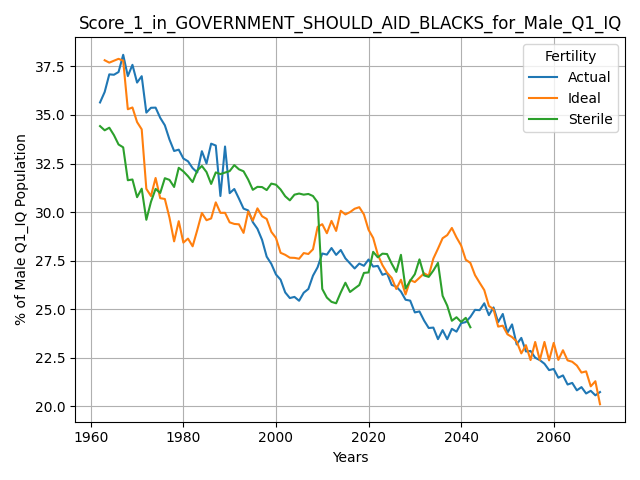 Score_1_in_GOVERNMENT_SHOULD_AID_BLACKS_for_Male_Q1_IQ
Fertility
Actual
Ideal
Sterile
% of Male Q1_IQ Population
37.5
35.0
32.5
30.0
27.5
25.0
22.5
20.0
1960 1980 2000 2020 2040 2060
Years